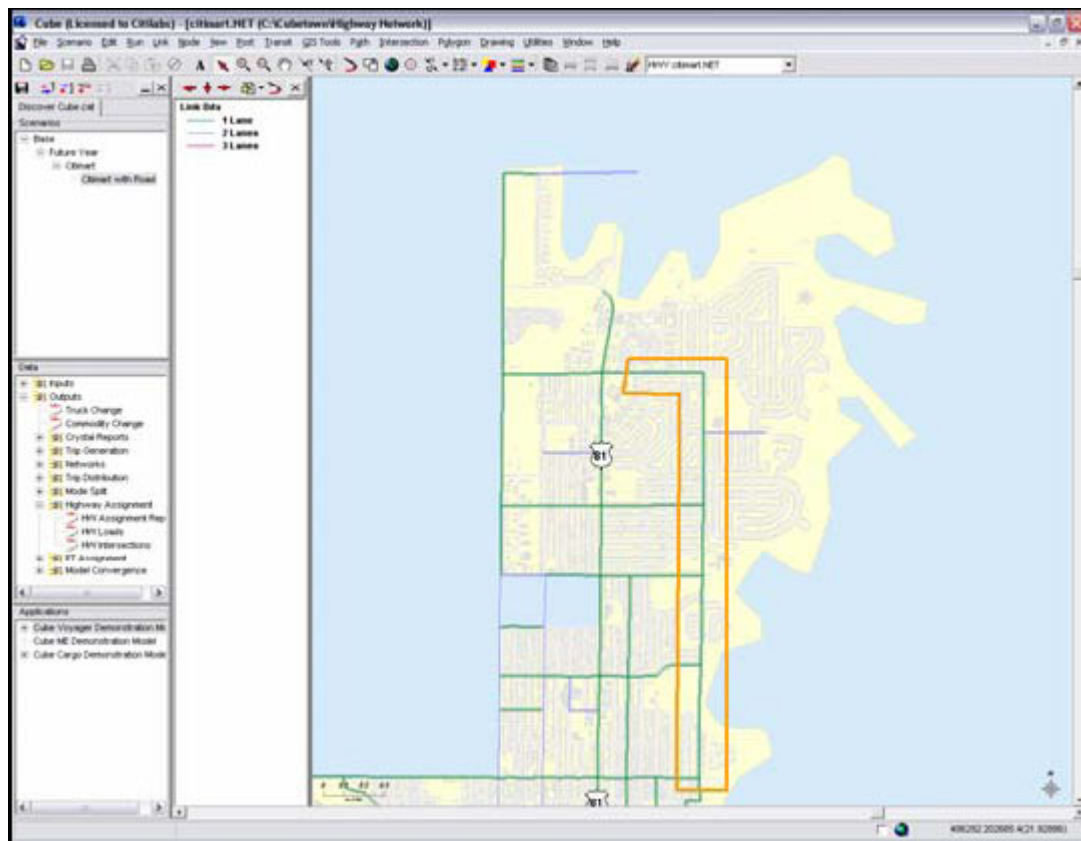 Cube (Licensed to Citilabs) - [citimart.NET (C:\Cubetown\Highway Network)]
File Scenario Edit Run Link Node New Post Transit GIS Tools Path Intersection Polygon Drawing Utilities Window Help
A
HWY citimart.NET
Discover Cube.cat
Scenarios
Base
Future Year
Citimart
Citimart with Road
Link Data
1 Lane
2 Lanes
3 Lanes
81
Data
Inputs
Outputs
Truck Change
Commodity Change
Crystal Reports
Trip Generation
Networks
Trip Distribution
Mode Split
Highway Assignment
HWY Assignment Rep
HWY Loads
HWY Intersections
PT Assignment
Model Convergence
Applications
Cube Voyager Demonstration M
Cube ME Demonstration Model
Cube Cargo Demonstration Mode
81